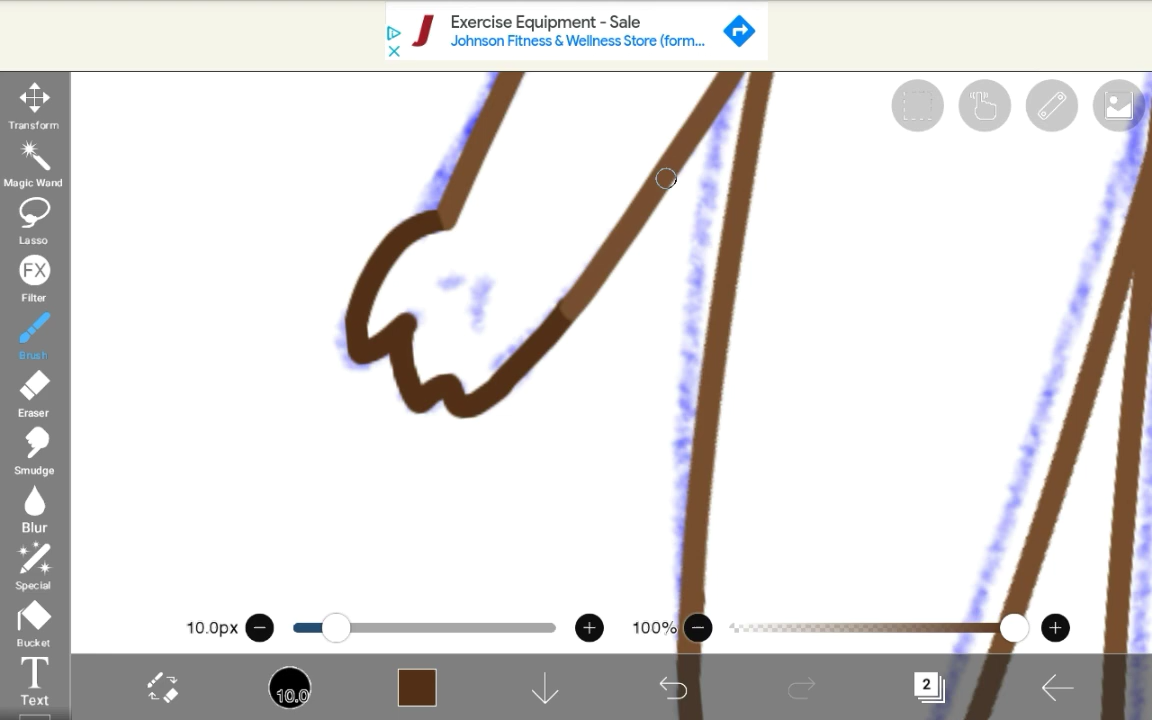 Exercise Equipment - Sale
Johnson Fitness & Wellness Store (form...
Transform
Magic Wand
Lasso
FX
Filter
Brush
Eraser
Smudge
Blur
Special
Bucket
T
Text
10.0px
100%
10.0
2